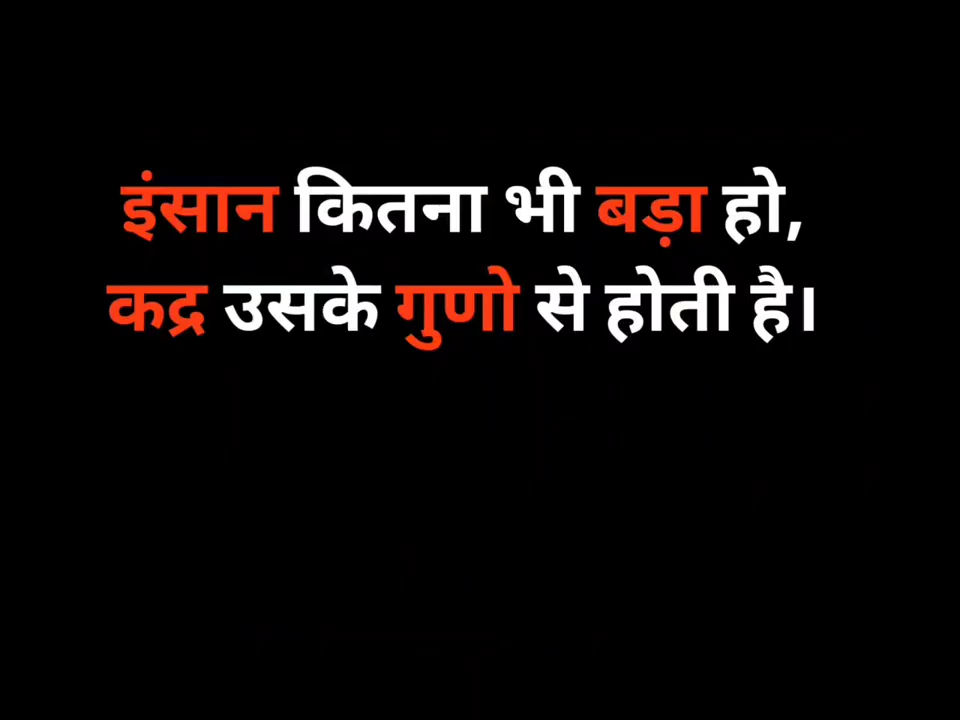 इंसान कितना भी बड़ा हो,
कद्र उसके गुणो से होती है।